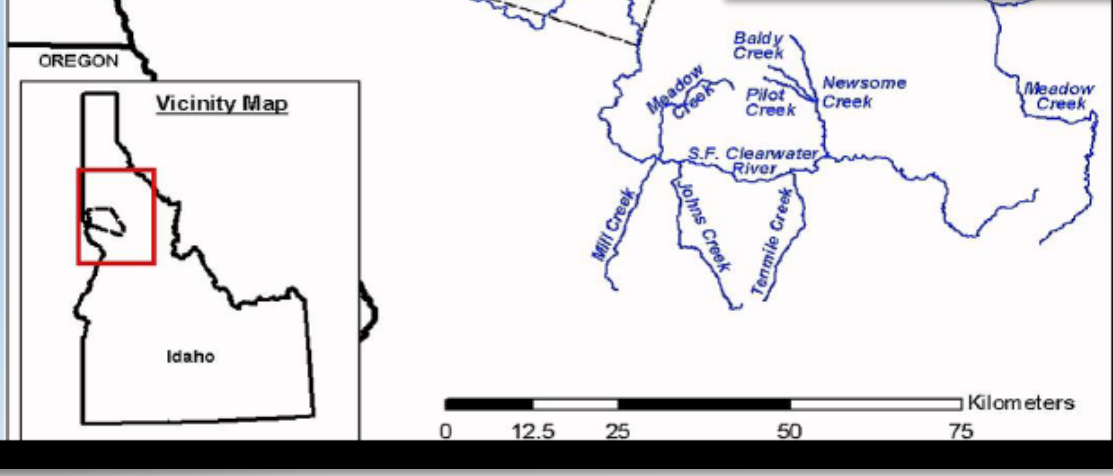 OREGON
Vicinity Map
Idaho
Baldy
Creek
Meadow
Creek
Pilot
Creek
Newsome
Creek
Meadow
Creek
S.F. Clearwater
River
Mill Creek
Johns Creek
Tenmile Creek
Kilometers
0 12.5 25 50 75